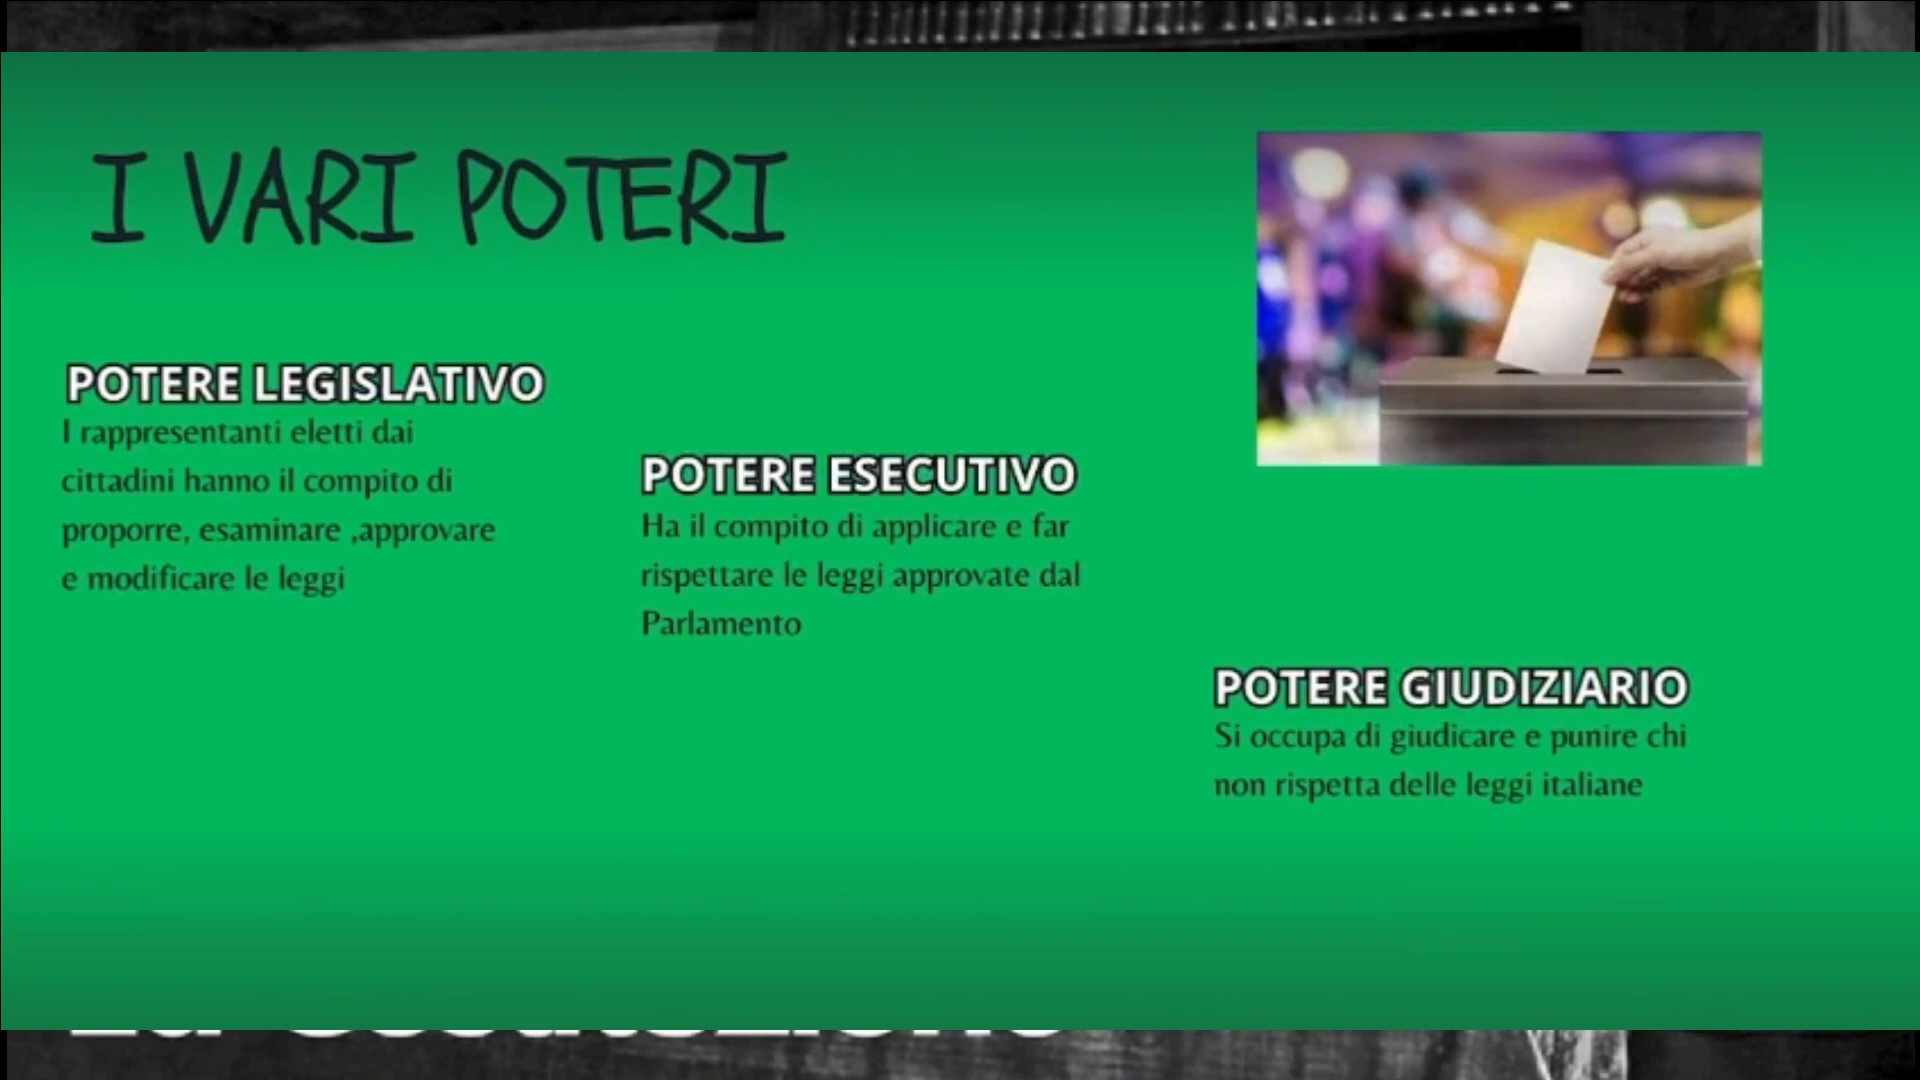 I VARI POTERI
POTERE LEGISLATIVO
I rappresentanti eletti dai
cittadini hanno il compito di
proporre, esaminare ,approvare
e modificare le leggi
POTERE ESECUTIVO
Ha il compito di applicare e far
rispettare le leggi approvate dal
Parlamento
POTERE GIUDIZIARIO
Si occupa di giudicare e punire chi
non rispetta delle leggi italiane